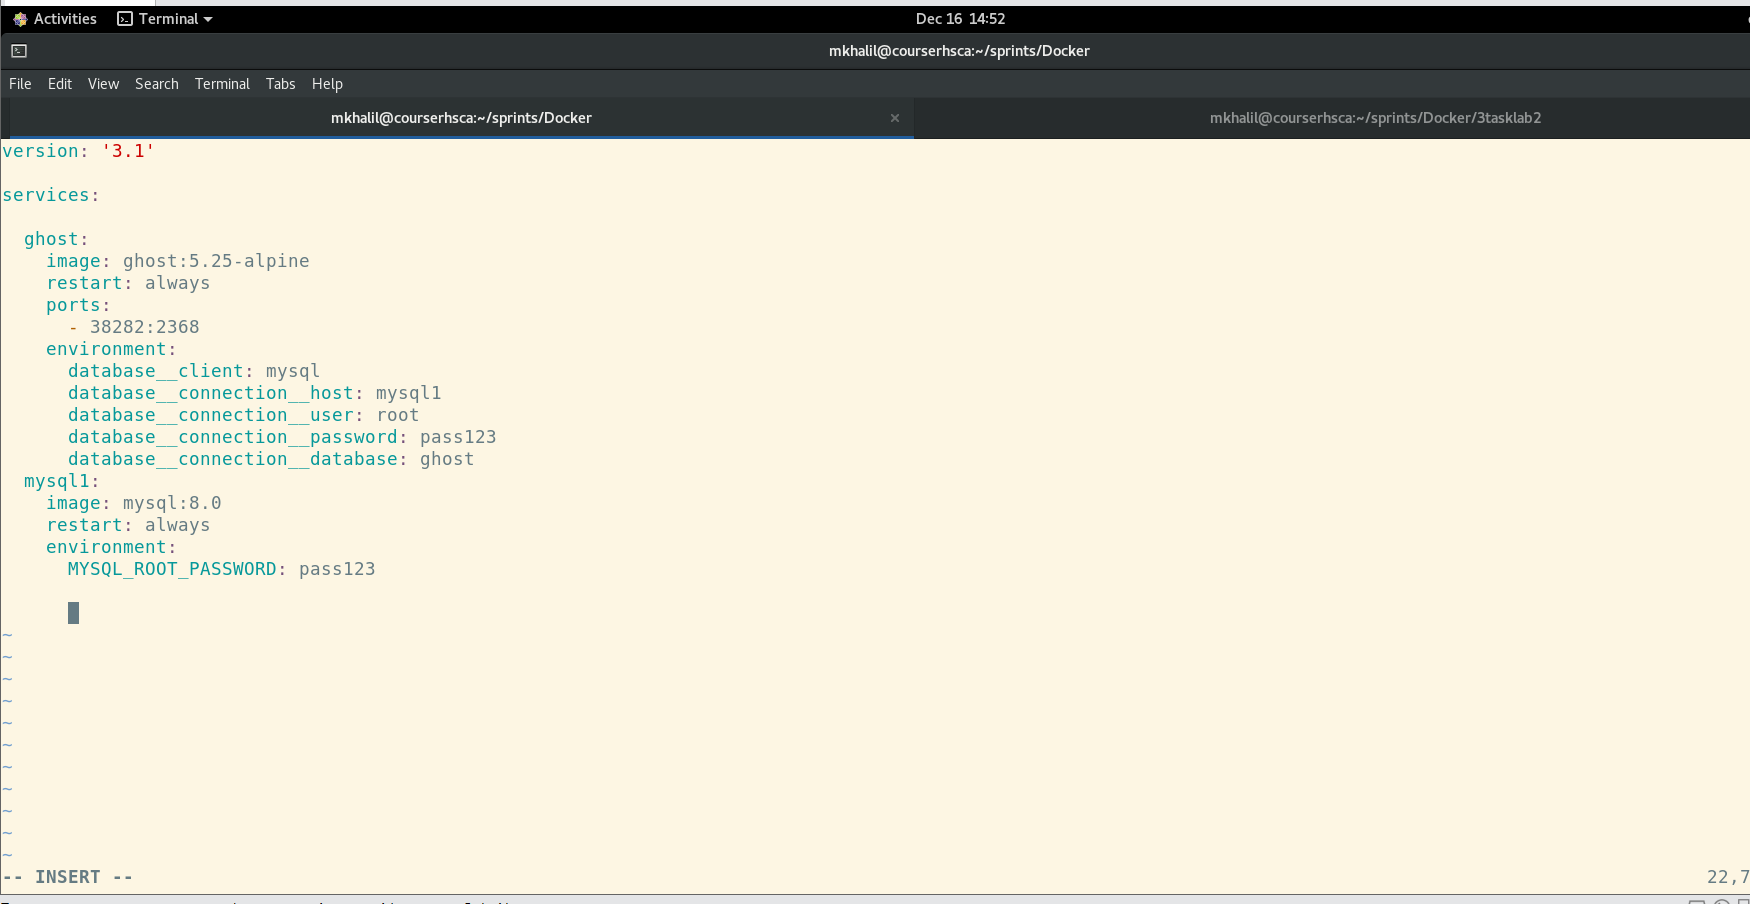 Activities Terminal Dec 16 14:52
mkhalil@courserhsca:~/sprints/Docker
File Edit View Search Terminal Tabs Help
mkhalil@courserhsca:~/sprints/Docker × mkhalil@courserhsca:~/sprints/Docker/3tasklab2
version: '3.1'
services:
  ghost:
    image: ghost:5.25-alpine
    restart: always
    ports:
      - 38282:2368
    environment:
      database__client: mysql
      database__connection__host: mysql1
      database__connection__user: root
      database__connection__password: pass123
      database__connection__database: ghost
  mysql1:
    image: mysql:8.0
    restart: always
    environment:
      MYSQL_ROOT_PASSWORD: pass123
~
~
~
~
~
~
~
~
~
~
~
-- INSERT -- 22,7